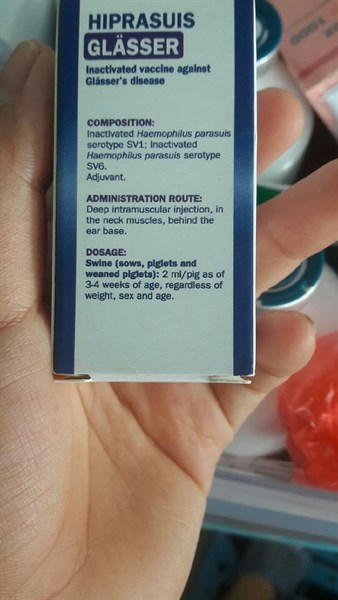 HIPRASUIS
GLÄSSER
Inactivated vaccine against
Glässer's disease
COMPOSITION:
Inactivated Haemophilus parasuis
serotype SV1; Inactivated
Haemophilus parasuis serotype
SV6.
Adjuvant.
ADMINISTRATION ROUTE:
Deep intramuscular injection, in
the neck muscles, behind the
ear base.
DOSAGE:
Swine (sows, piglets and
weaned piglets): 2 ml/pig as of
3-4 weeks of age, regardless of
weight, sex and age.
1000